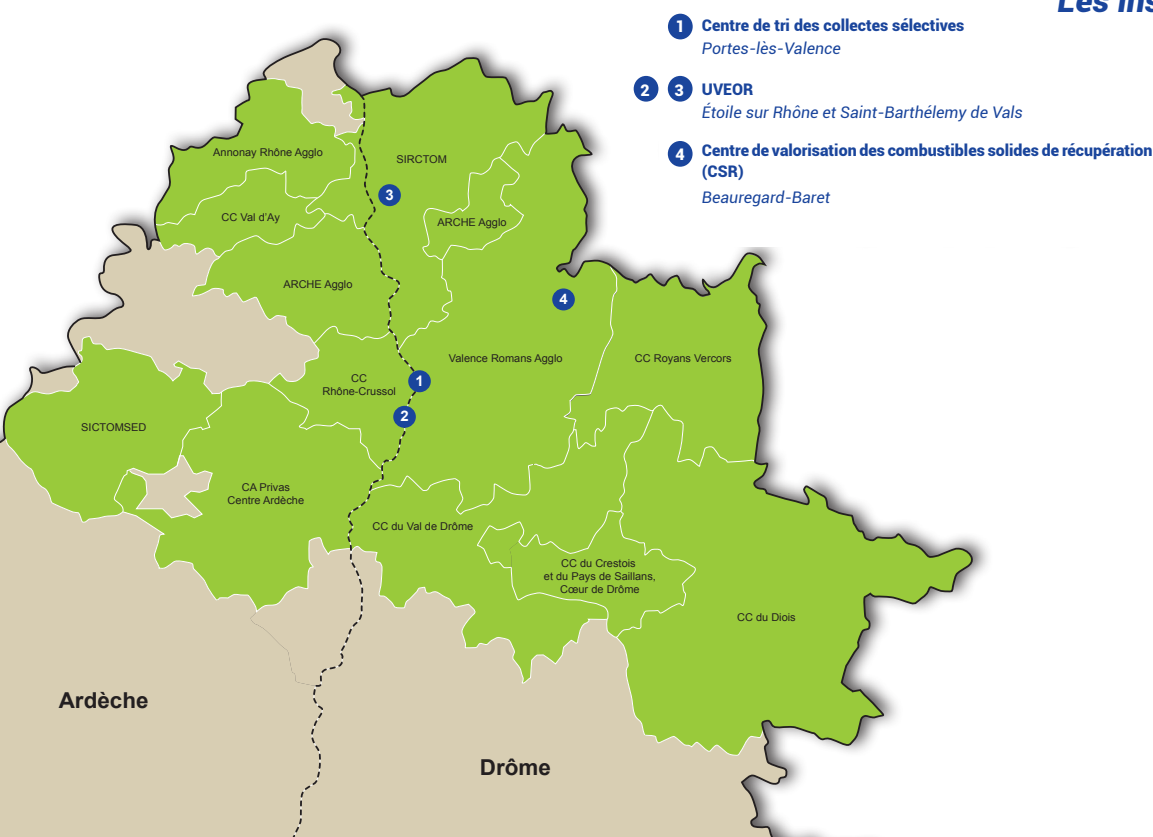 Les Ins
1 Centre de tri des collectes sélectives
Portes-lès-Valence
2 3 UVEOR
Étoile sur Rhône et Saint-Barthélemy de Vals
4 Centre de valorisation des combustibles solides de récupération
(CSR)
Beauregard-Baret
Annonay Rhône Agglo
SIRCTOM
3
CC Val d'Ay
ARCHE Agglo
ARCHE Agglo
4
Valence Romans Agglo
CC Royans Vercors
CC
Rhône-Crussol
1
2
SICTOMSED
CA Privas
Centre Ardèche
CC du Val de Drôme
CC du Crestois
et du Pays de Saillans,
Cœur de Drôme
CC du Diois
Ardèche
Drôme